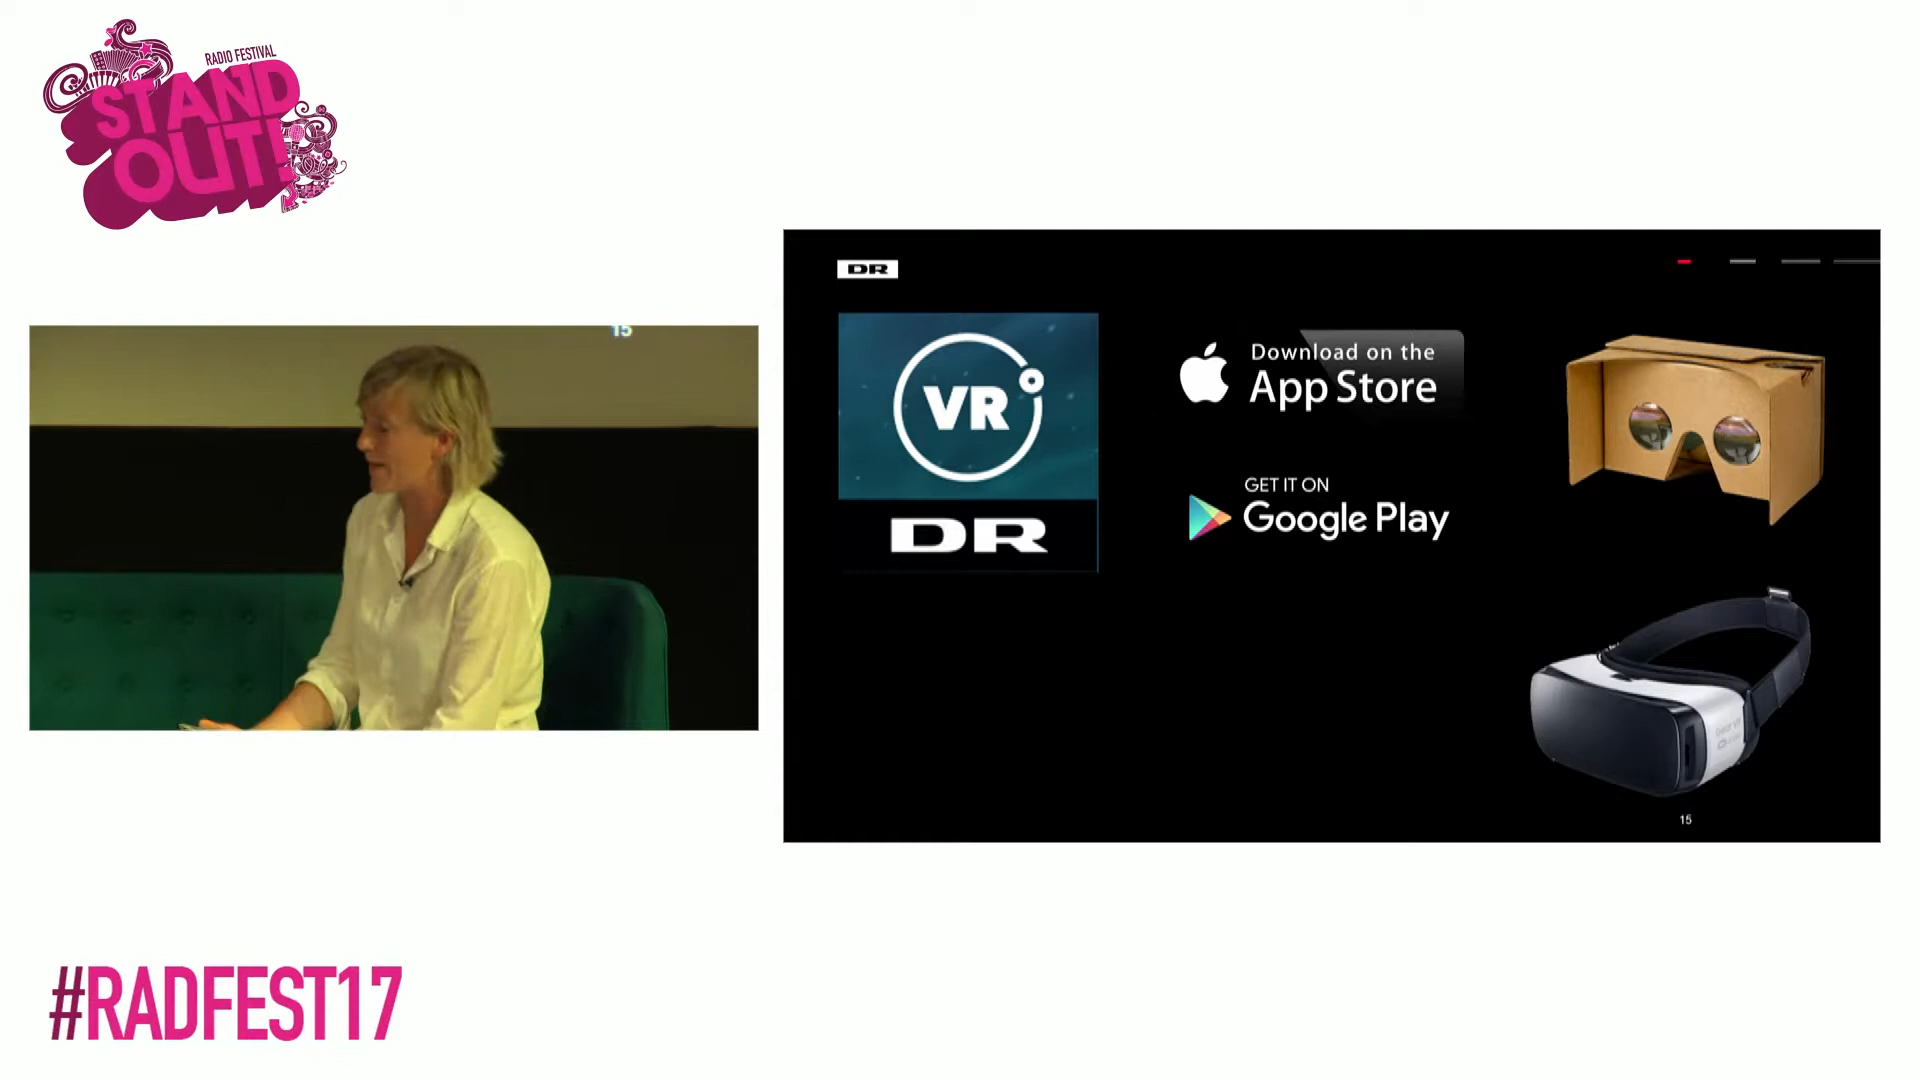 RADIO FESTIVAL
STAND
OUT!
15
DR
VR
DR
Download on the
App Store
GET IT ON
Google Play
15
#RADFEST17